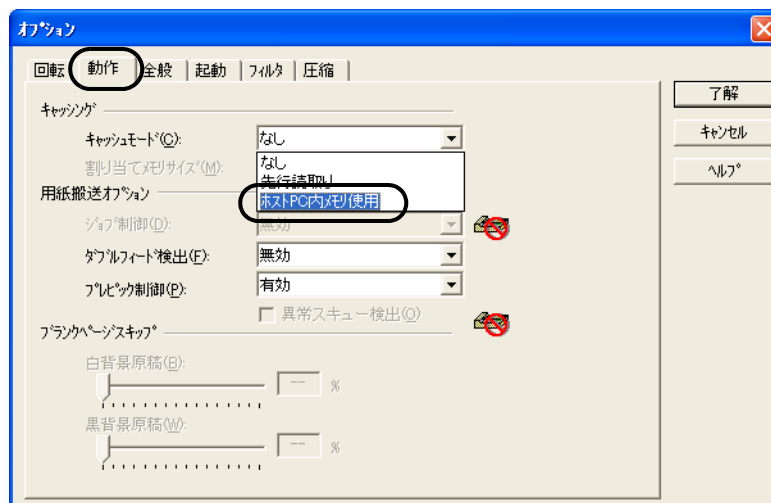 オプション
回転 動作 全般 起動 フィルタ 圧縮
了解
キャンセル
ヘルプ
キャッシング
キャッシュモード(C): なし
割り当てメモリサイズ(M): なし
先行読取り
ホストPC内メモリ使用
用紙搬送オプション
ジョブ制御(D): 無効
ダブルフィード検出(F): 無効
プレピック制御(P): 有効
異常スキュー検出(O)
ブランクページスキップ
白背景原稿(B):
-- %
黒背景原稿(W):
-- %